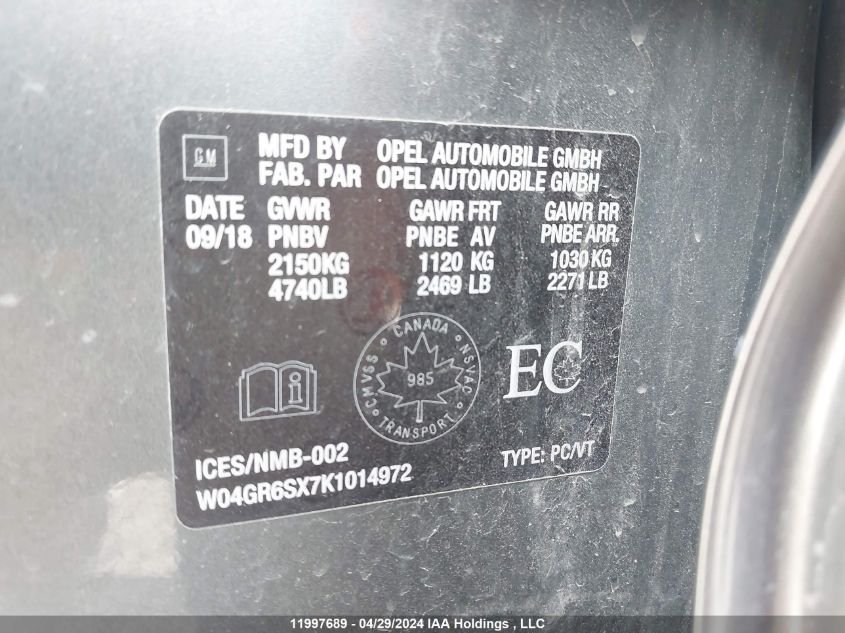 GM
MFD BY OPEL AUTOMOBILE GMBH
FAB. PAR OPEL AUTOMOBILE GMBH
DATE GVWR GAWR FRT GAWR RR
09/18 PNBV PNBE AV PNBE ARR.
2150KG 1120 KG 1030 KG
4740LB 2469 LB 2271 LB
CANADA
CMVSS 985 NSVAC
TRANSPORT
i
EC
ICES/NMB-002 TYPE: PC/VT
W04GR6SX7K1014972
11997689 - 04/29/2024 IAA Holdings , LLC